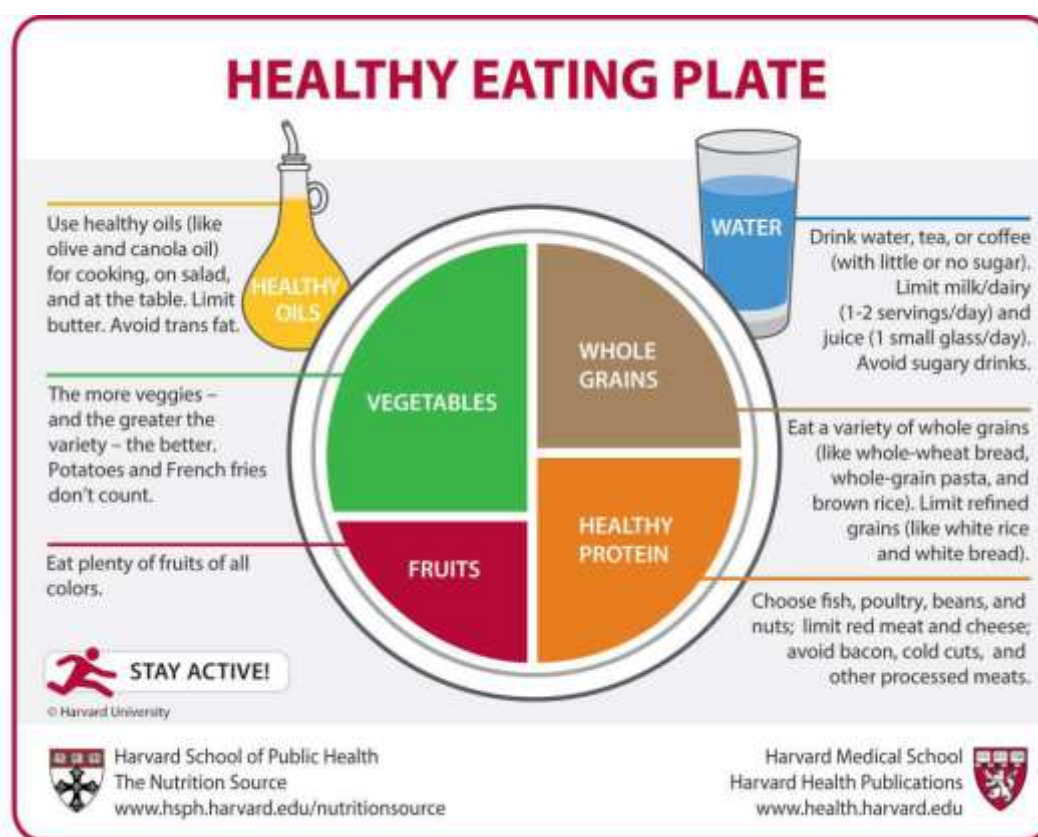 HEALTHY EATING PLATE
Use healthy oils (like
olive and canola oil)
for cooking, on salad,
and at the table. Limit
butter. Avoid trans fat.
HEALTHY
OILS
The more veggies –
and the greater the
variety – the better.
Potatoes and French fries
don't count.
Eat plenty of fruits of all
colors.
VEGETABLES
FRUITS
WHOLE
GRAINS
HEALTHY
PROTEIN
WATER
Drink water, tea, or coffee
(with little or no sugar).
Limit milk/dairy
(1-2 servings/day) and
juice (1 small glass/day).
Avoid sugary drinks.
Eat a variety of whole grains
(like whole-wheat bread,
whole-grain pasta, and
brown rice). Limit refined
grains (like white rice
and white bread).
Choose fish, poultry, beans, and
nuts; limit red meat and cheese;
avoid bacon, cold cuts, and
other processed meats.
STAY ACTIVE!
© Harvard University
Harvard School of Public Health
The Nutrition Source
www.hsph.harvard.edu/nutritionsource
Harvard Medical School
Harvard Health Publications
www.health.harvard.edu